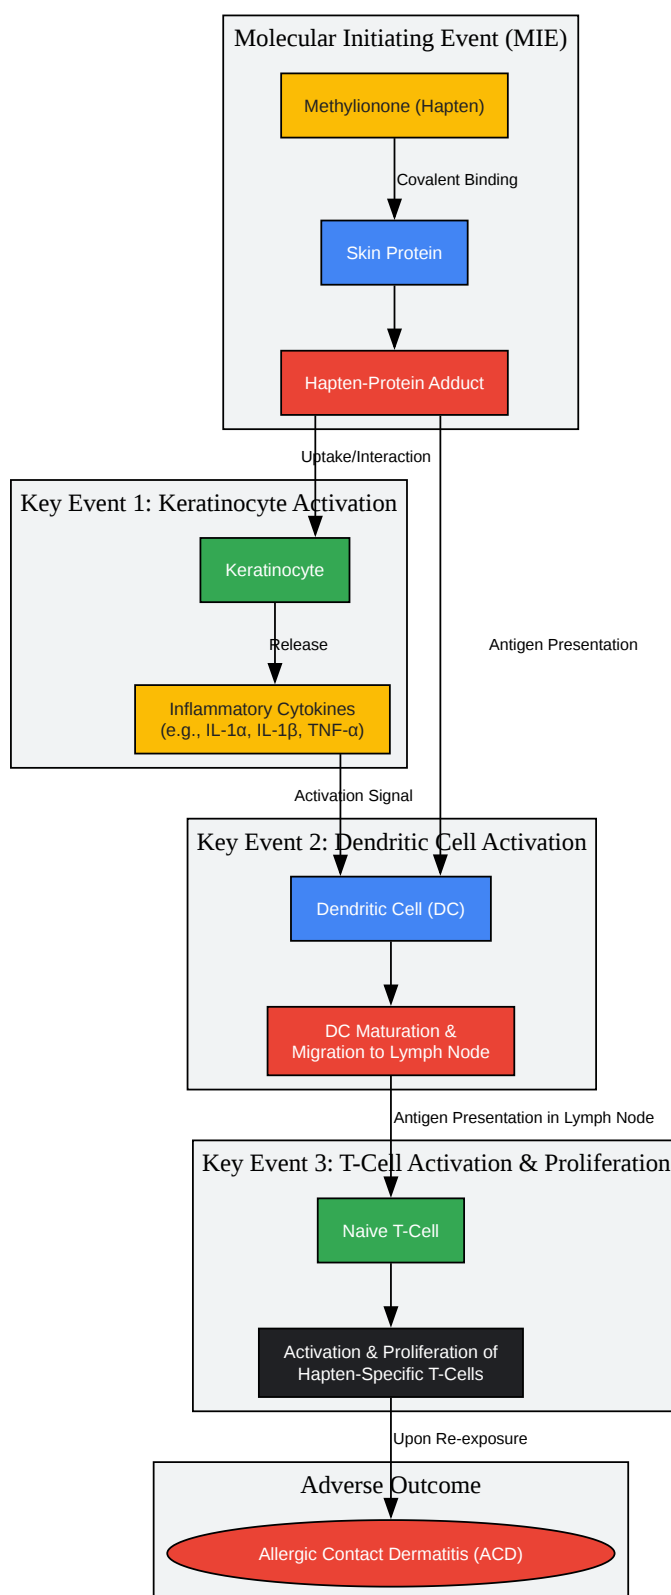 Molecular Initiating Event (MIE)
Methylionone (Hapten)
Covalent Binding
Skin Protein
Hapten-Protein Adduct
Uptake/Interaction
Key Event 1: Keratinocyte Activation
Keratinocyte
Release
Antigen Presentation
Inflammatory Cytokines
(e.g., IL-1α, IL-1β, TNF-α)
Activation Signal
Key Event 2: Dendritic Cell Activation
Dendritic Cell (DC)
DC Maturation &
Migration to Lymph Node
Antigen Presentation in Lymph Node
Key Event 3: T-Cell Activation & Proliferation
Naive T-Cell
Activation & Proliferation of
Hapten-Specific T-Cells
Upon Re-exposure
Adverse Outcome
Allergic Contact Dermatitis (ACD)